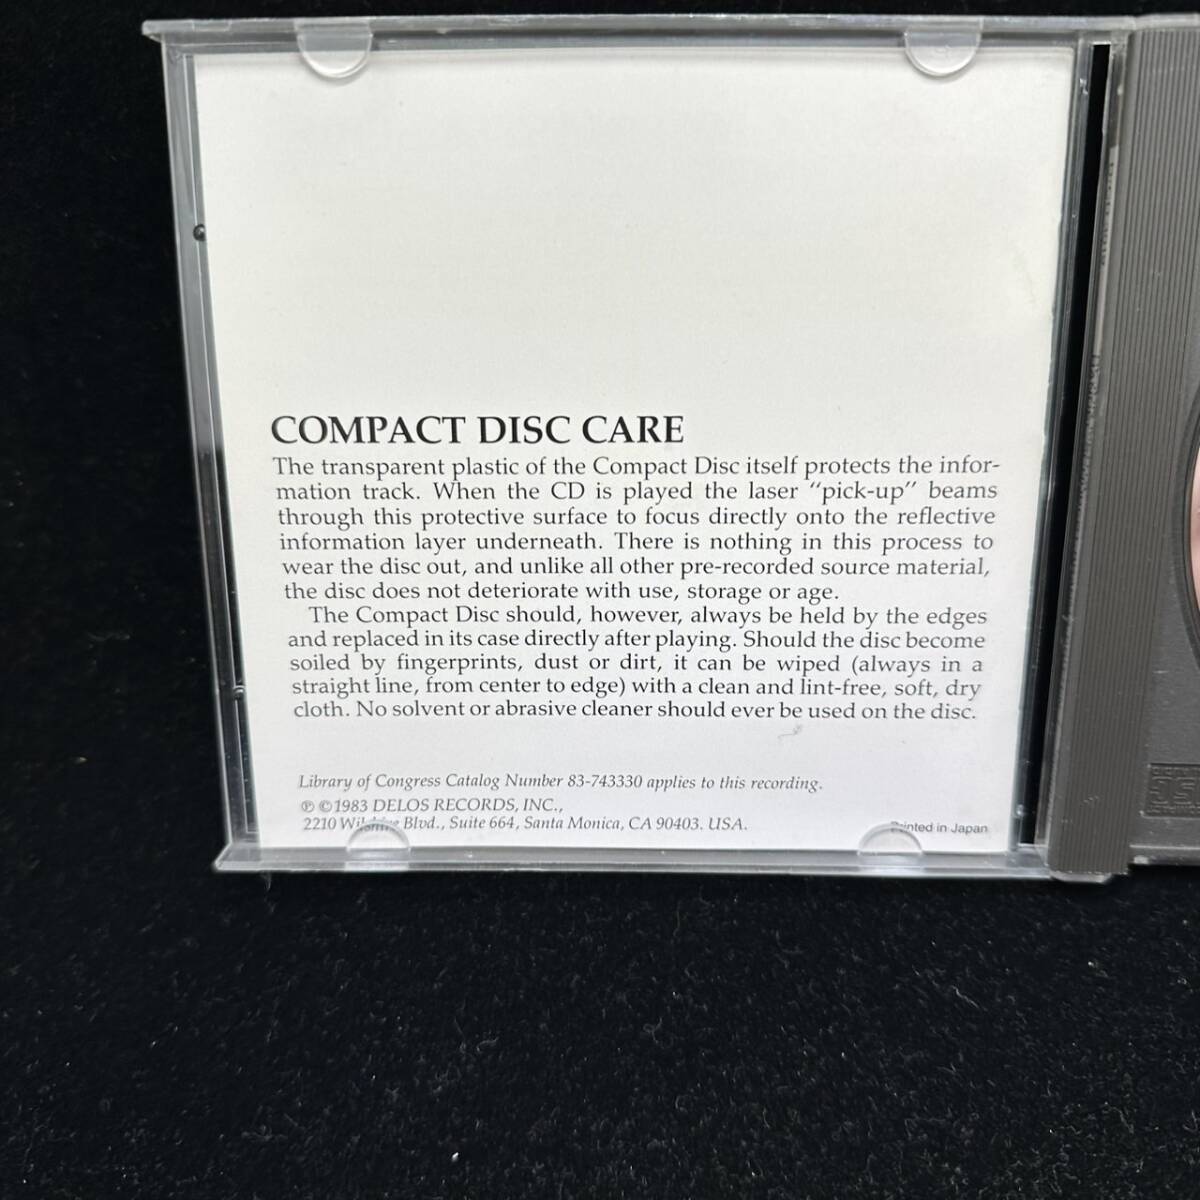 COMPACT DISC CARE
The transparent plastic of the Compact Disc itself protects the infor-
mation track. When the CD is played the laser “pick-up” beams
through this protective surface to focus directly onto the reflective
information layer underneath. There is nothing in this process to
wear the disc out, and unlike all other pre-recorded source material,
the disc does not deteriorate with use, storage or age.
The Compact Disc should, however, always be held by the edges
and replaced in its case directly after playing. Should the disc become
soiled by fingerprints, dust or dirt, it can be wiped (always in a
straight line, from center to edge) with a clean and lint-free, soft, dry
cloth. No solvent or abrasive cleaner should ever be used on the disc.
Library of Congress Catalog Number 83-743330 applies to this recording.
℗ ©1983 DELOS RECORDS, INC.,
2210 Wilshire Blvd., Suite 664, Santa Monica, CA 90403. USA.
Printed in Japan